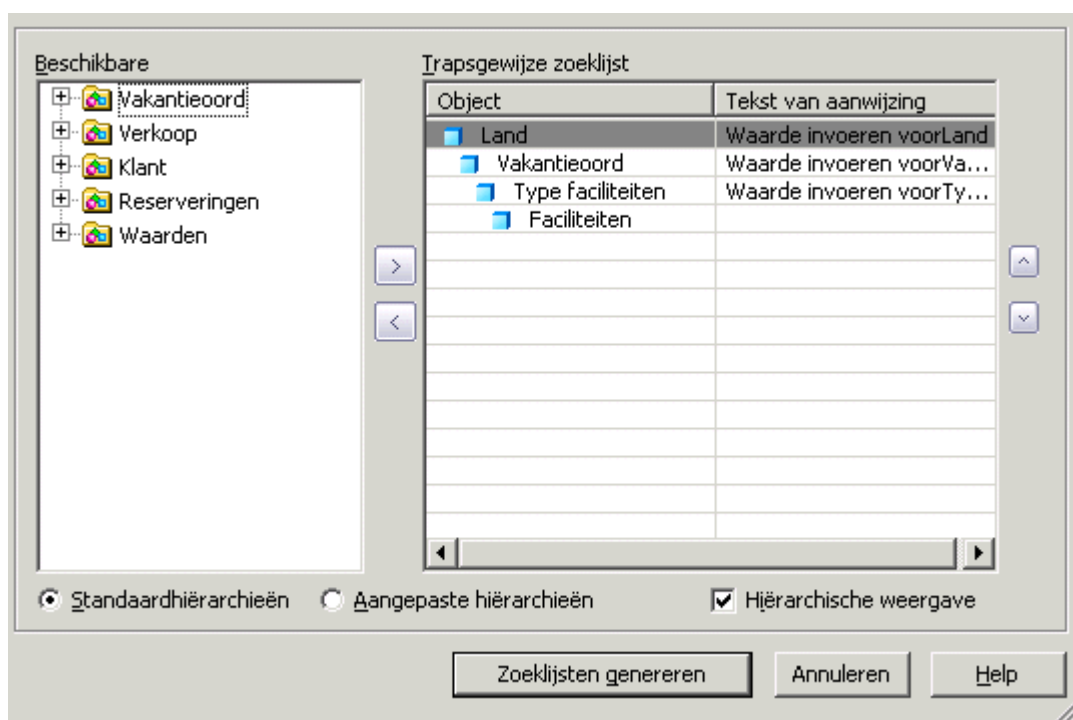 Beschikbare
Vakantieoord
Verkoop
Klant
Reserveringen
Waarden
>
<
Trapsgewijze zoeklijst
Object Tekst van aanwijzing
Land Waarde invoeren voorLand
Vakantieoord Waarde invoeren voorVa...
Type faciliteiten Waarde invoeren voorTy...
Faciliteiten
Standaardhiërarchieën Aangepaste hiërarchieën Hiërarchische weergave
Zoeklijsten genereren Annuleren Help